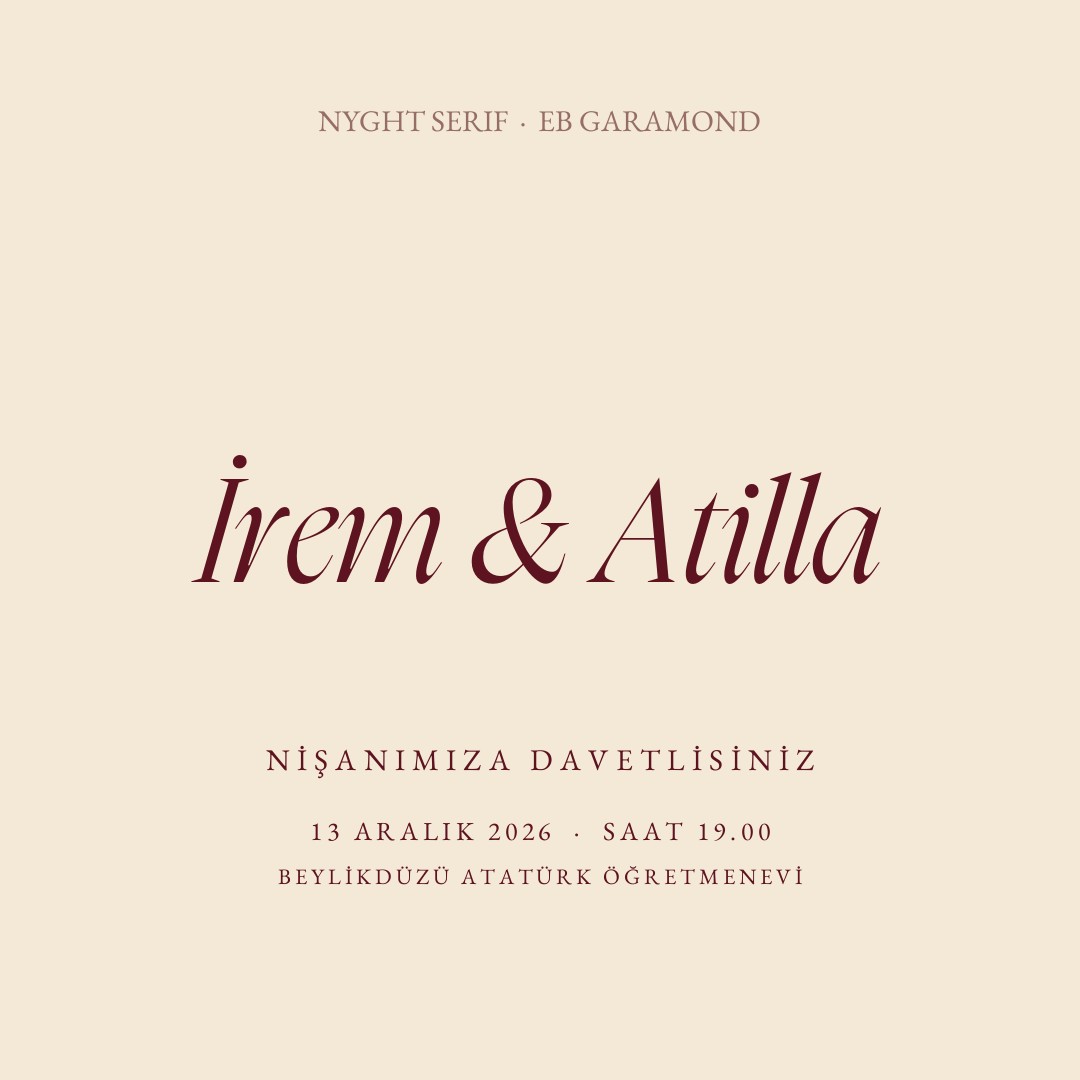 NYGHT SERIF · EB GARAMOND
İrem & Atilla
NİŞANIMIZA DAVETLİSİNİZ
13 ARALIK 2026 · SAAT 19.00
BEYLİKDÜZÜ ATATÜRK ÖĞRETMENEVİ